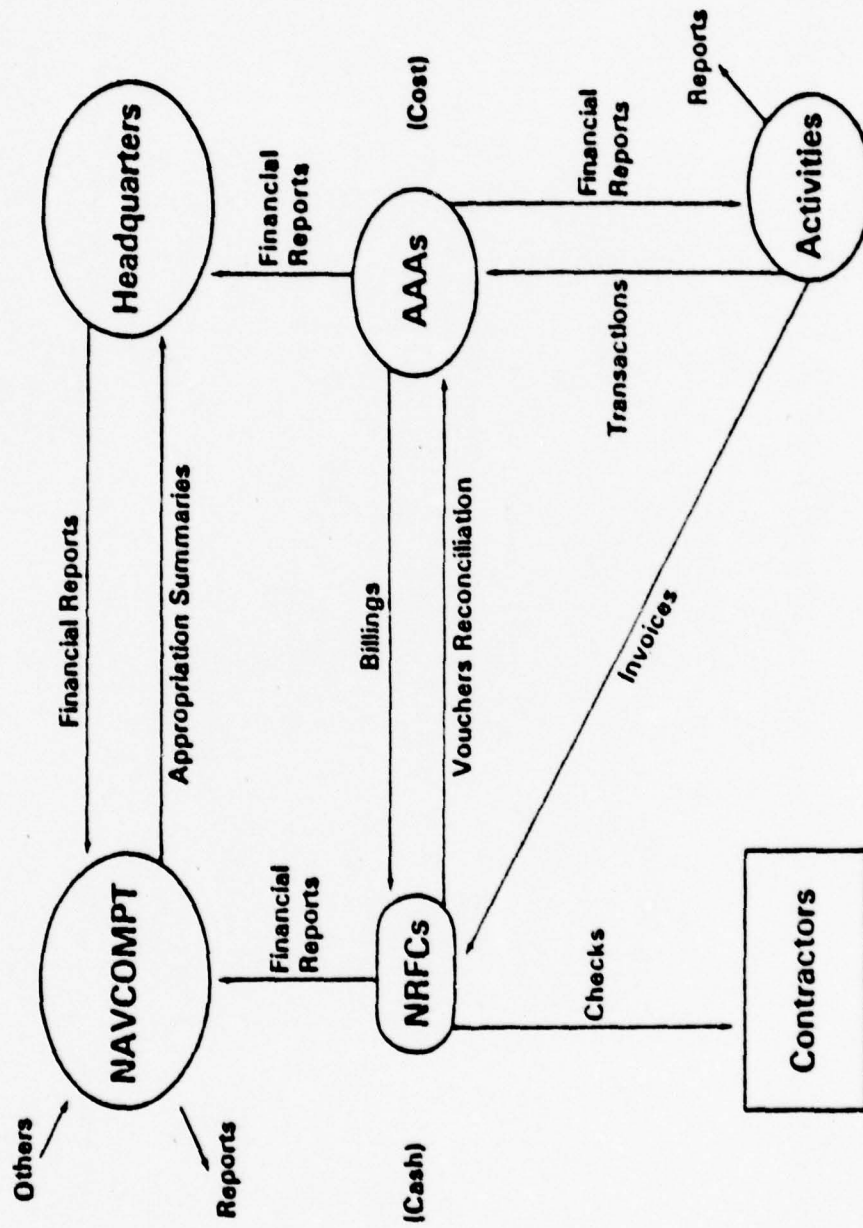 Others
NAVCOMPT
Reports
Financial Reports
Appropriation Summaries
Headquarters
Financial
Reports
Financial
Reports
(Cash)
NRFCs
Billings
Vouchers Reconciliation
AAAs
(Cost)
Checks
Invoices
Transactions
Financial
Reports
Contractors
Activities
Reports